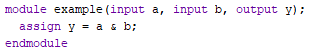 module example(input a, input b, output y);
  assign y = a & b;
endmodule